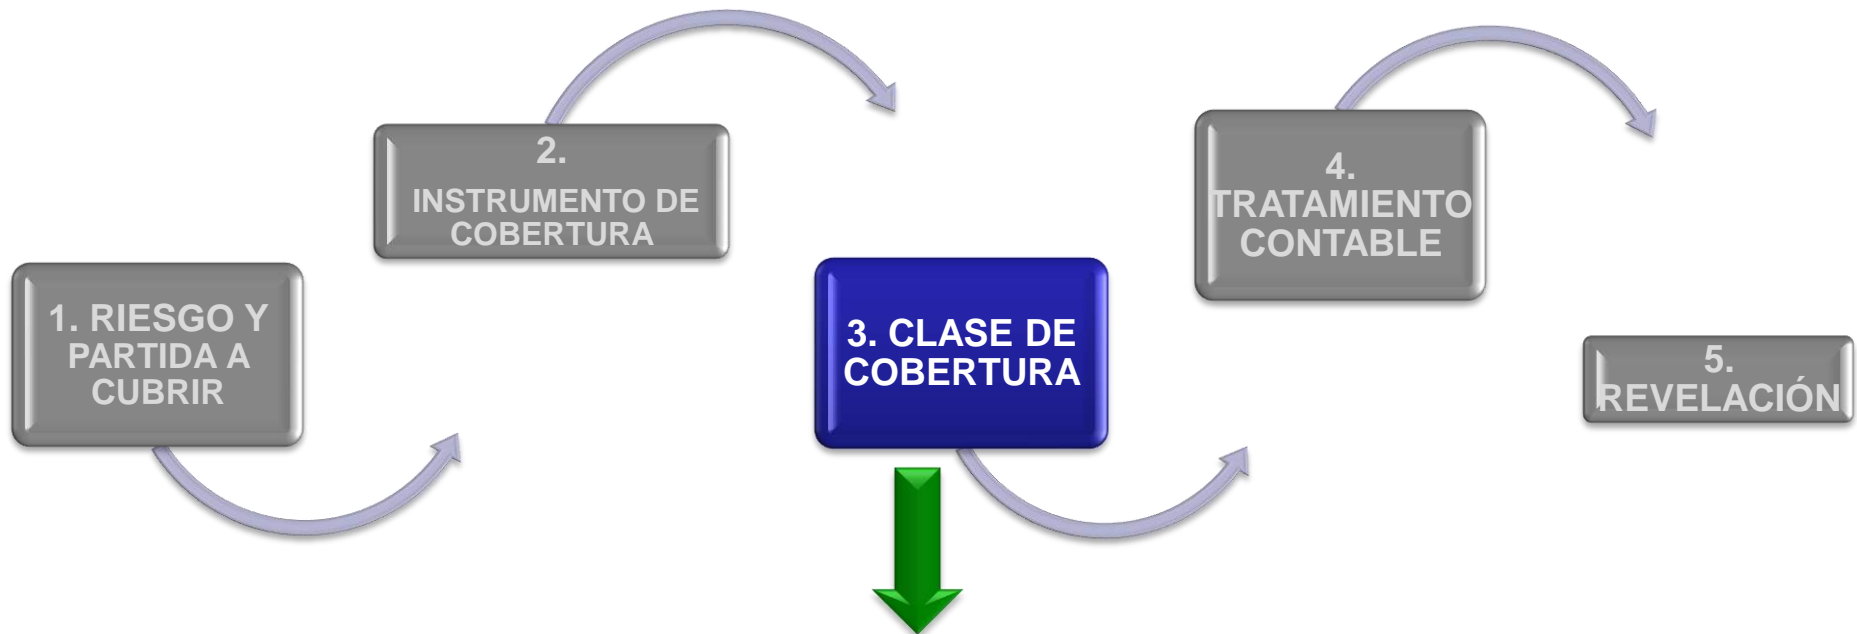 1. RIESGO Y
PARTIDA A
CUBRIR
2.
INSTRUMENTO DE
COBERTURA
3. CLASE DE
COBERTURA
4.
TRATAMIENTO
CONTABLE
5.
REVELACIÓN